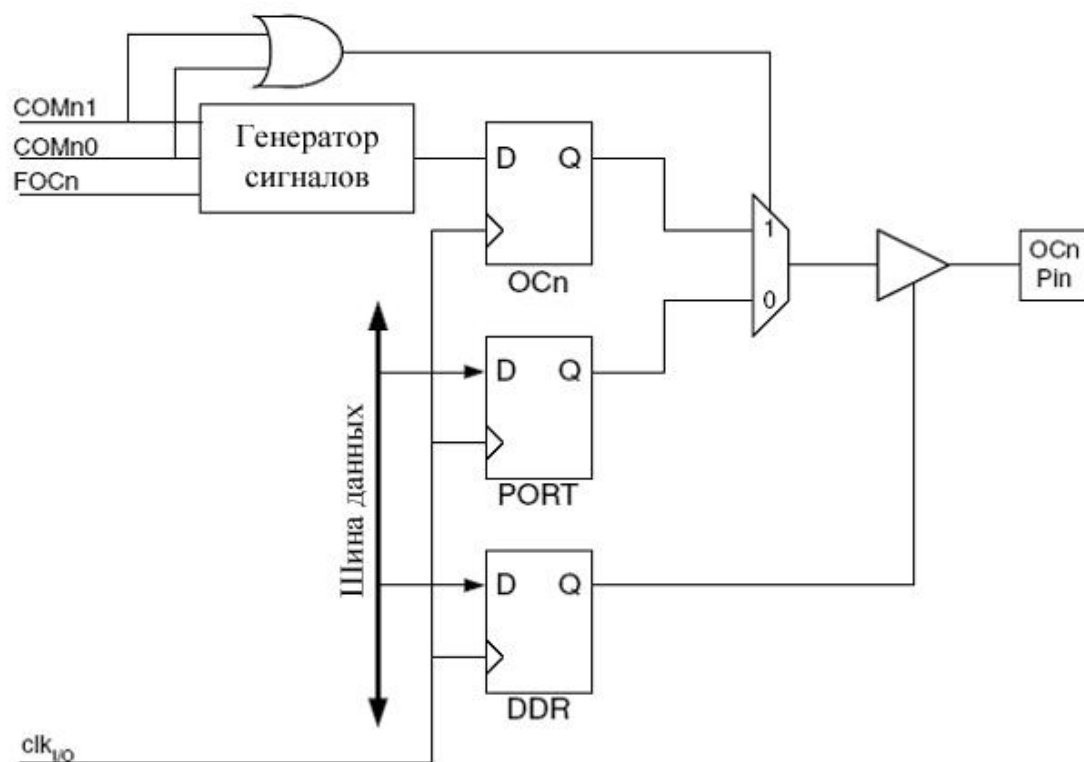 COMn1
COMn0
FOCn
Генератор
сигналов
D Q
OCn
1
0
OCn
Pin
D Q
PORT
Шина данных
D Q
DDR
clkI/O